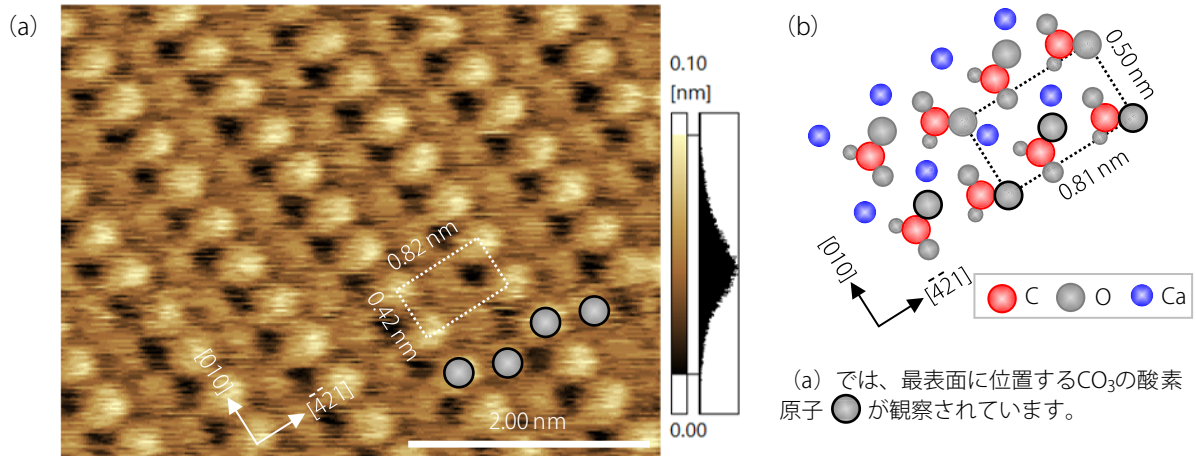 (a)
0.82 nm
0.42 nm
[010]
[4̅2̅1]
2.00 nm
0.10
[nm]
0.00
(b)
0.50 nm
0.81 nm
[010]
[4̅2̅1]
C O Ca
（a）では、最表面に位置するCO₃の酸素
原子 が観察されています。